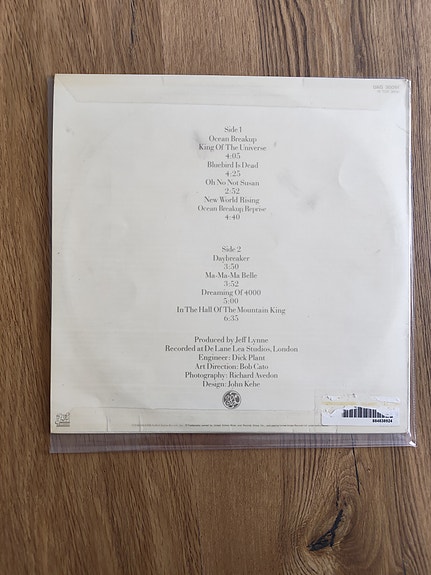 Side 1
Ocean Breakup
King Of The Universe
4:05
Bluebird Is Dead
4:25
Oh No Not Susan
2:52
New World Rising
Ocean Breakup Reprise
4:40
Side 2
Daybreaker
3:50
Ma-Ma-Ma Belle
3:52
Dreaming Of 4000
5:00
In The Hall Of The Mountain King
6:35
Produced by Jeff Lynne
Recorded at De Lane Lea Studios, London
Engineer: Dick Plant
Art Direction: Bob Cato
Photography: Richard Avedon
Design: John Kehe